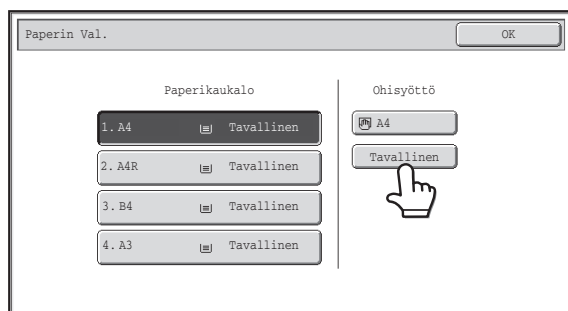 Paperin Val.
OK
Paperikaukalo
1. A4 Tavallinen
2. A4R Tavallinen
3. B4 Tavallinen
4. A3 Tavallinen
Ohisyöttö
A4
Tavallinen